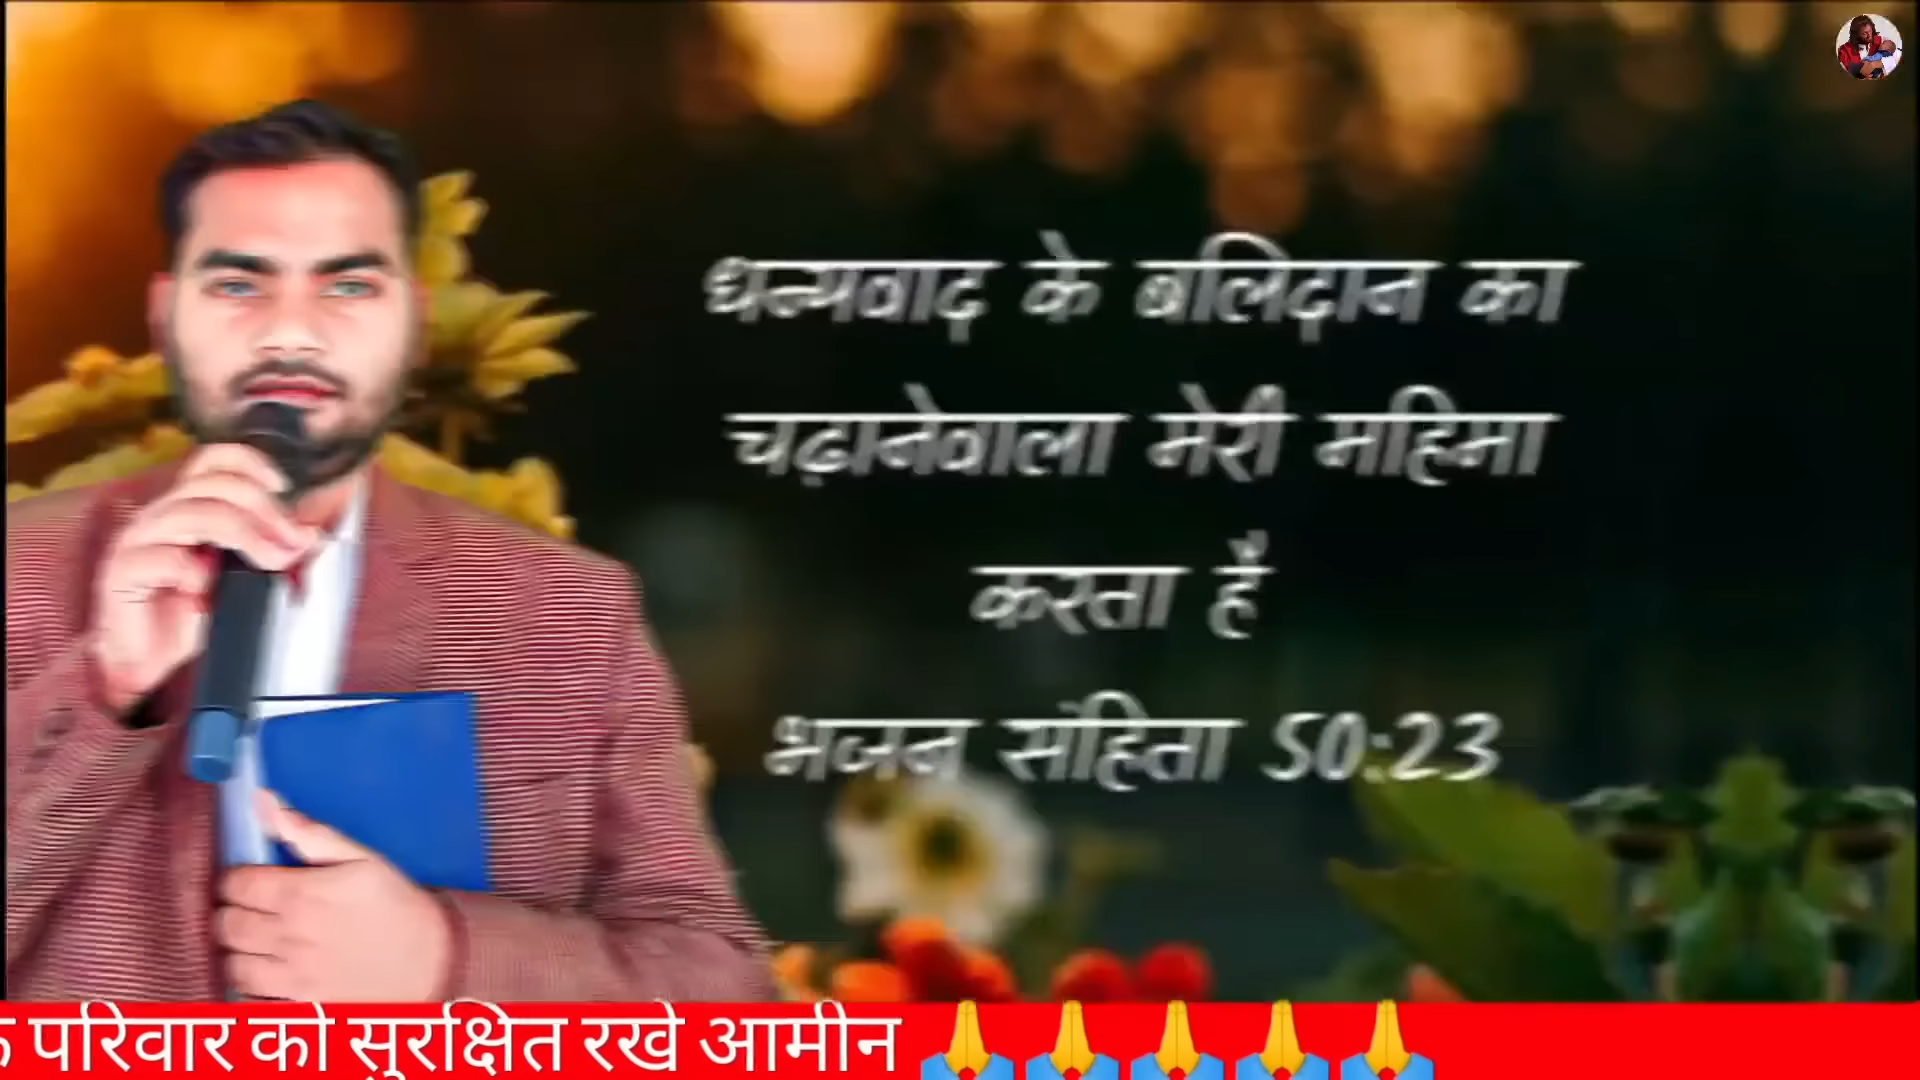 धन्यवाद के बलिदान का
चढ़ानेवाला मेरी महिमा
करता हैं
भजन संहिता 50:23
परिवार को सुरक्षित रखे आमीन 🙏🙏🙏🙏🙏